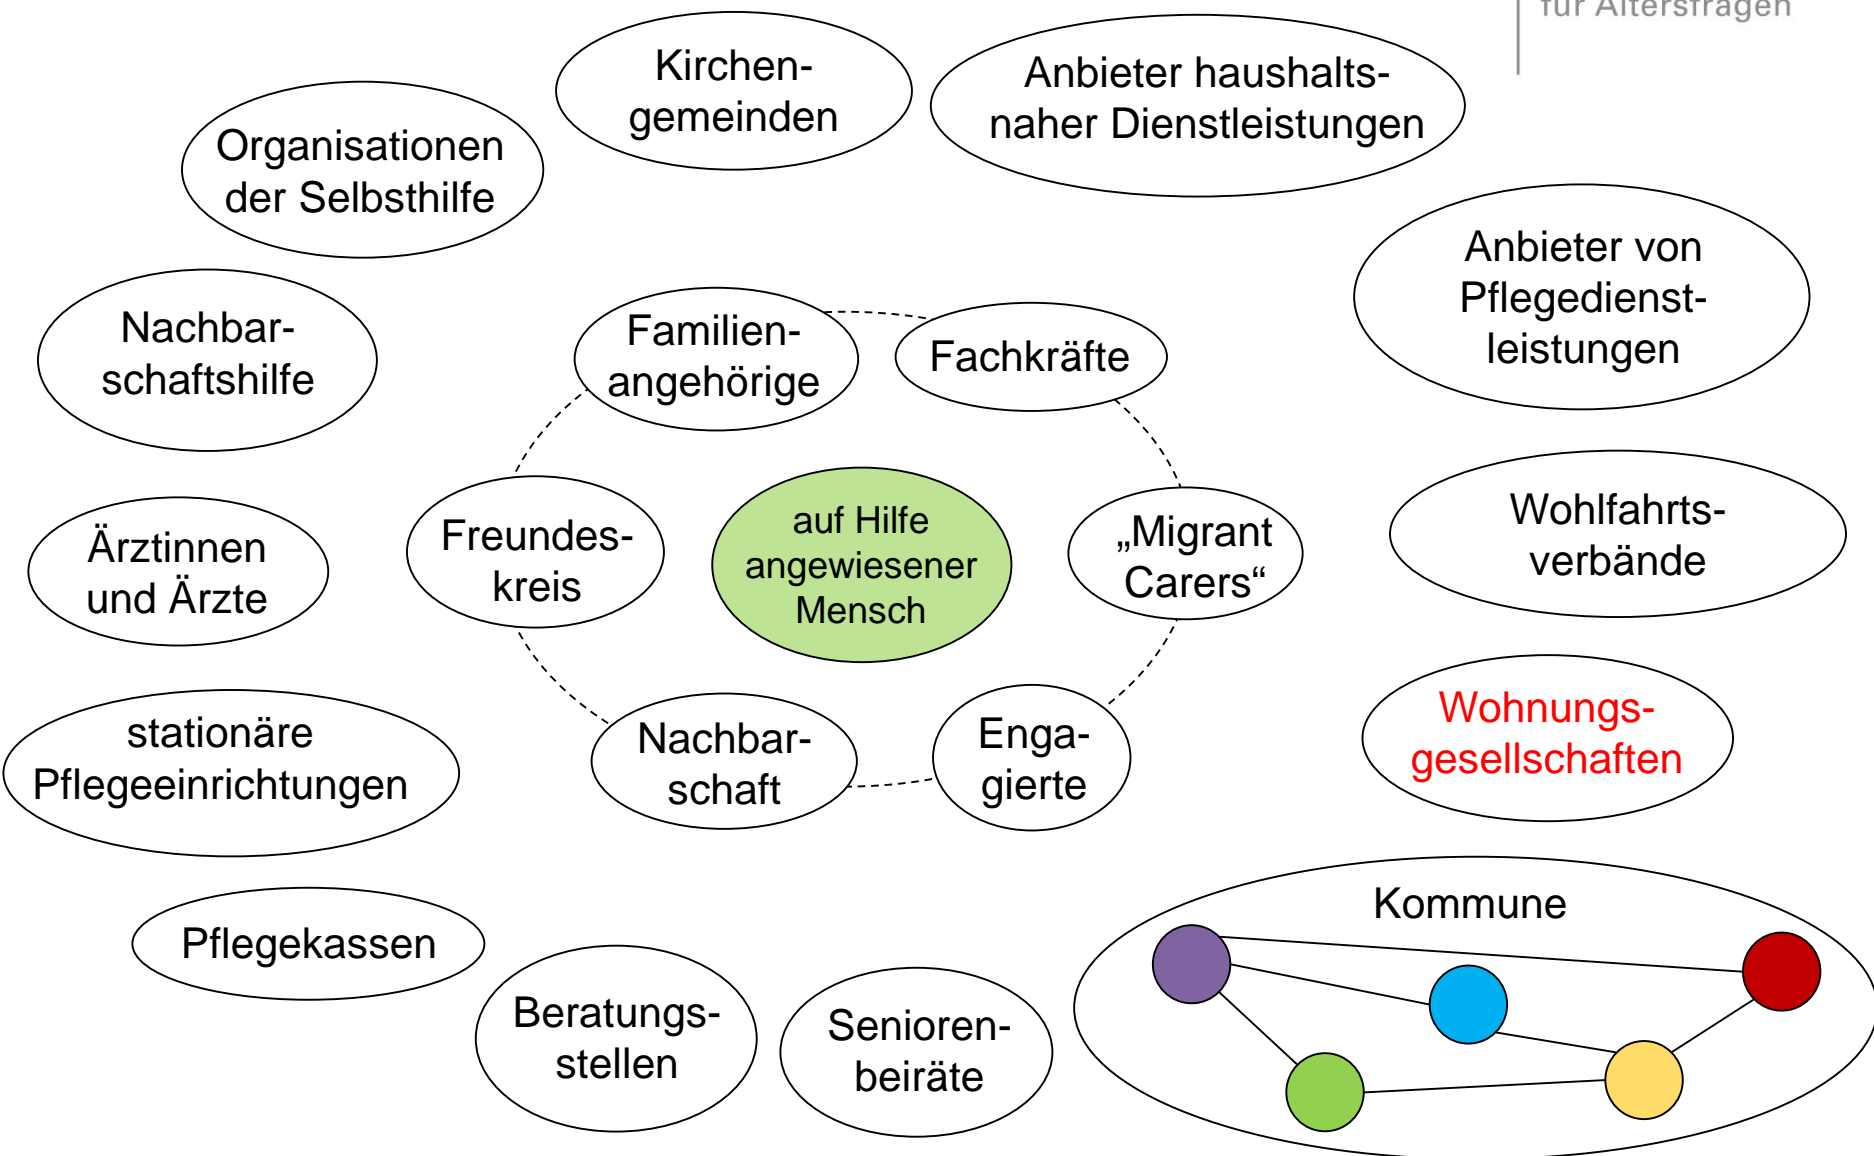 für Altersfragen
Kirchen-
gemeinden
Anbieter haushalts-
naher Dienstleistungen
Organisationen
der Selbsthilfe
Anbieter von
Pflegedienst-
leistungen
Nachbar-
schaftshilfe
Familien-
angehörige
Fachkräfte
Ärztinnen
und Ärzte
Freundes-
kreis
auf Hilfe
angewiesener
Mensch
„Migrant
Carers“
Wohlfahrts-
verbände
stationäre
Pflegeeinrichtungen
Nachbar-
schaft
Enga-
gierte
Wohnungs-
gesellschaften
Pflegekassen
Beratungs-
stellen
Senioren-
beiräte
Kommune